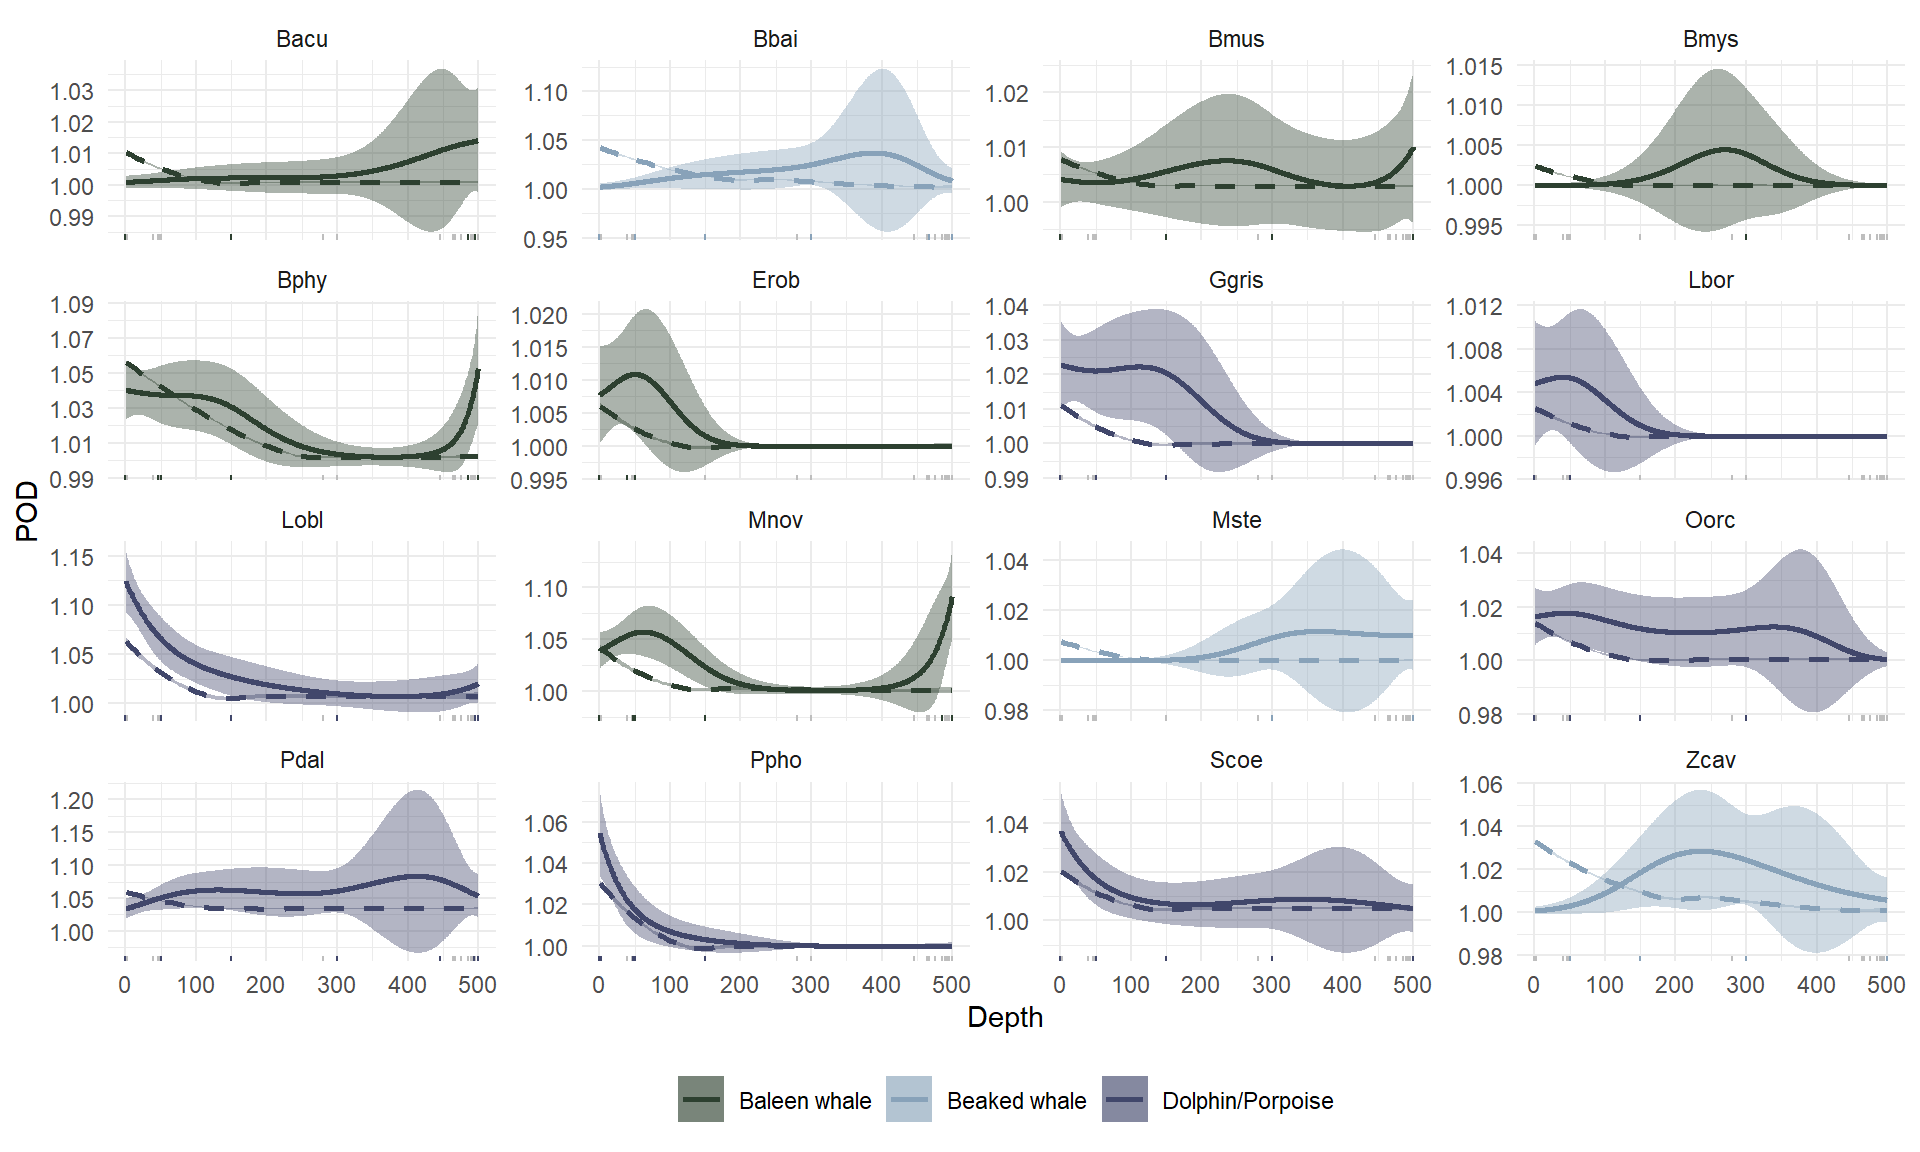 Bacu Bbai Bmus Bmys
1.03 1.02 1.01 1.00 0.99
1.10 1.05 1.00 0.95
1.02 1.01 1.00
1.015 1.010 1.005 1.000 0.995
Bphy Erob Ggris Lbor
1.09 1.07 1.05 1.03 1.01 0.99
1.020 1.015 1.010 1.005 1.000 0.995
1.04 1.03 1.02 1.01 1.00 0.99
1.012 1.008 1.004 1.000 0.996
POD
Lobl Mnov Mste Oorc
1.15 1.10 1.05 1.00
1.10 1.05 1.00
1.04 1.02 1.00 0.98
1.04 1.02 1.00 0.98
Pdal Ppho Scoe Zcav
1.20 1.15 1.10 1.05 1.00
1.06 1.04 1.02 1.00
1.04 1.02 1.00
1.06 1.04 1.02 1.00 0.98
0 100 200 300 400 500 0 100 200 300 400 500 0 100 200 300 400 500 0 100 200 300 400 500
Depth
Baleen whale Beaked whale Dolphin/Porpoise